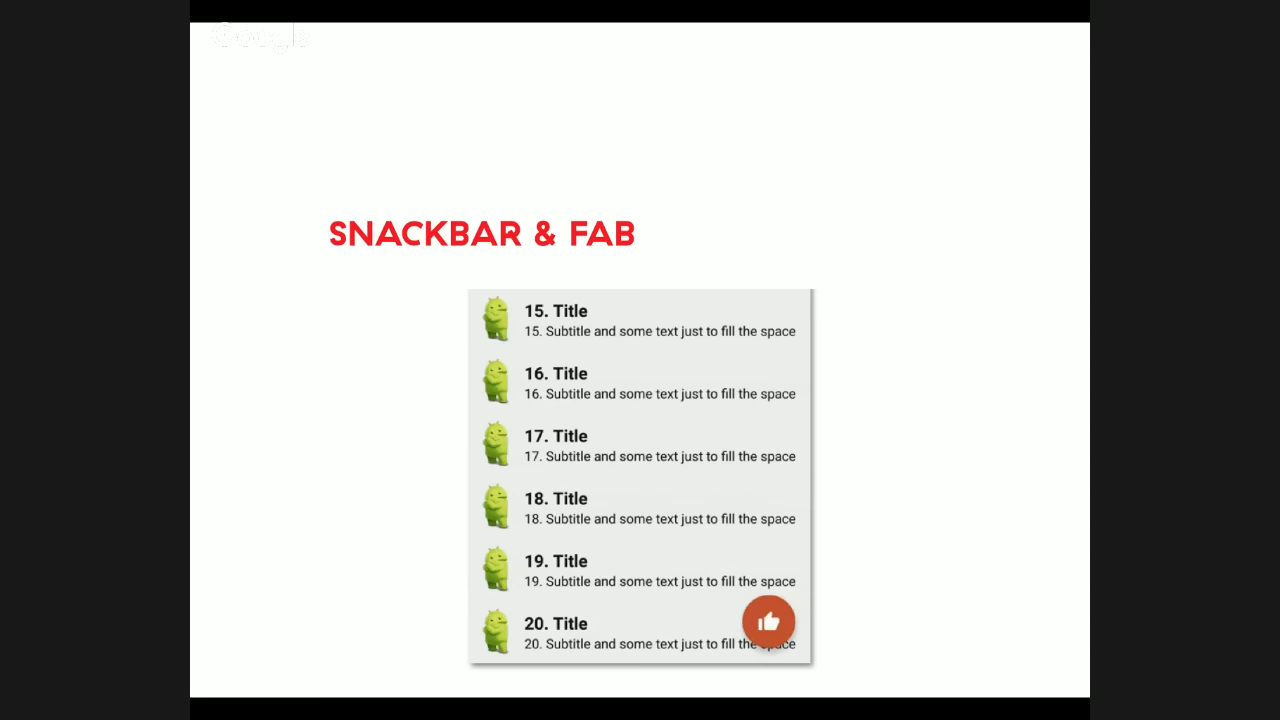 Google
SNACKBAR & FAB
15. Title
15. Subtitle and some text just to fill the space
16. Title
16. Subtitle and some text just to fill the space
17. Title
17. Subtitle and some text just to fill the space
18. Title
18. Subtitle and some text just to fill the space
19. Title
19. Subtitle and some text just to fill the space
20. Title
20. Subtitle and some text just to fill the space